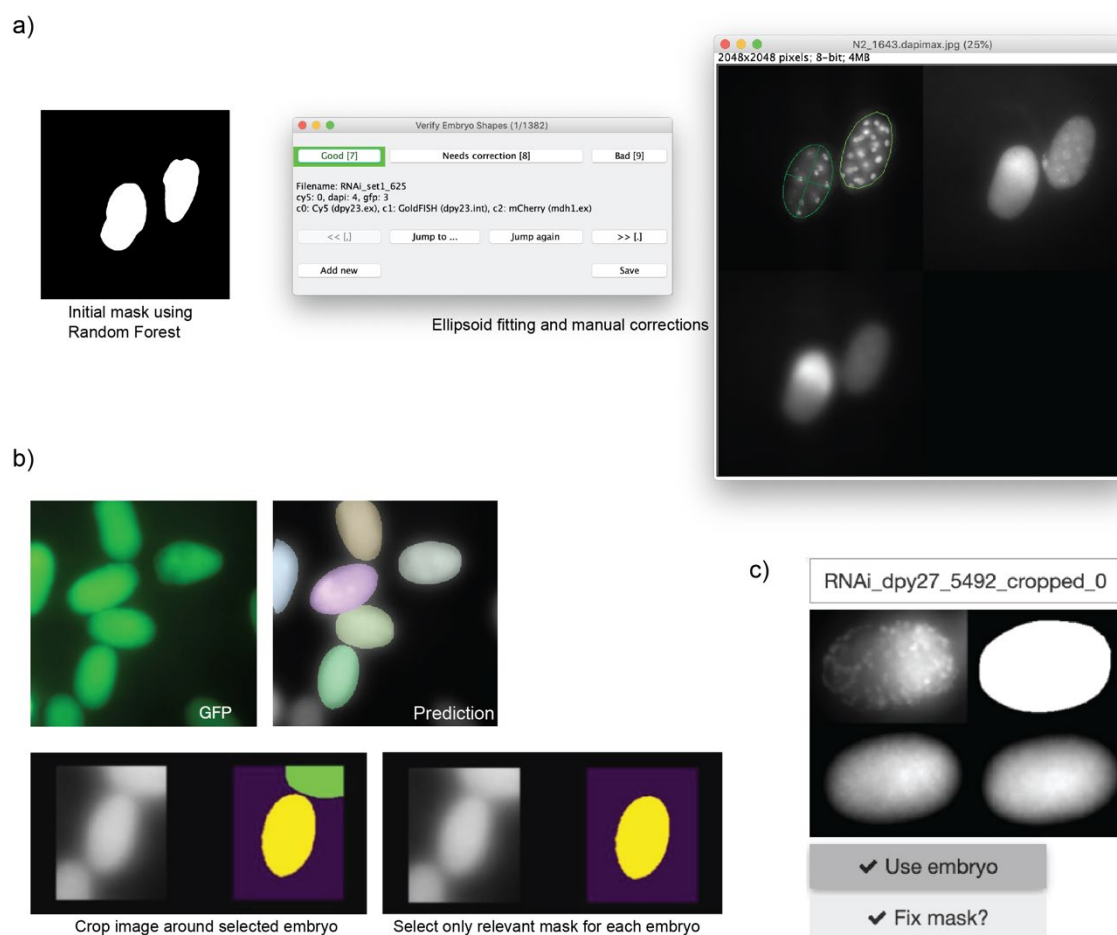 a)
Initial mask using
Random Forest
Verify Embryo Shapes (1/1382)
Good [7]
Needs correction [8]
Bad [9]
Filename: RNAi_set1_625
cy5: 0, dapi: 4, gfp: 3
c0: Cy5 (dpy23.ex), c1: GoldFISH (dpy23.int), c2: mCherry (mdh1.ex)
<< [,]
Jump to ...
Jump again
>> [.]
Add new
Save
Ellipsoid fitting and manual corrections
N2_1643.dapimax.jpg (25%)
2048x2048 pixels; 8-bit; 4MB
b)
GFP
Prediction
Crop image around selected embryo
Select only relevant mask for each embryo
c)
RNAi_dpy27_5492_cropped_0
✔ Use embryo
✔ Fix mask?